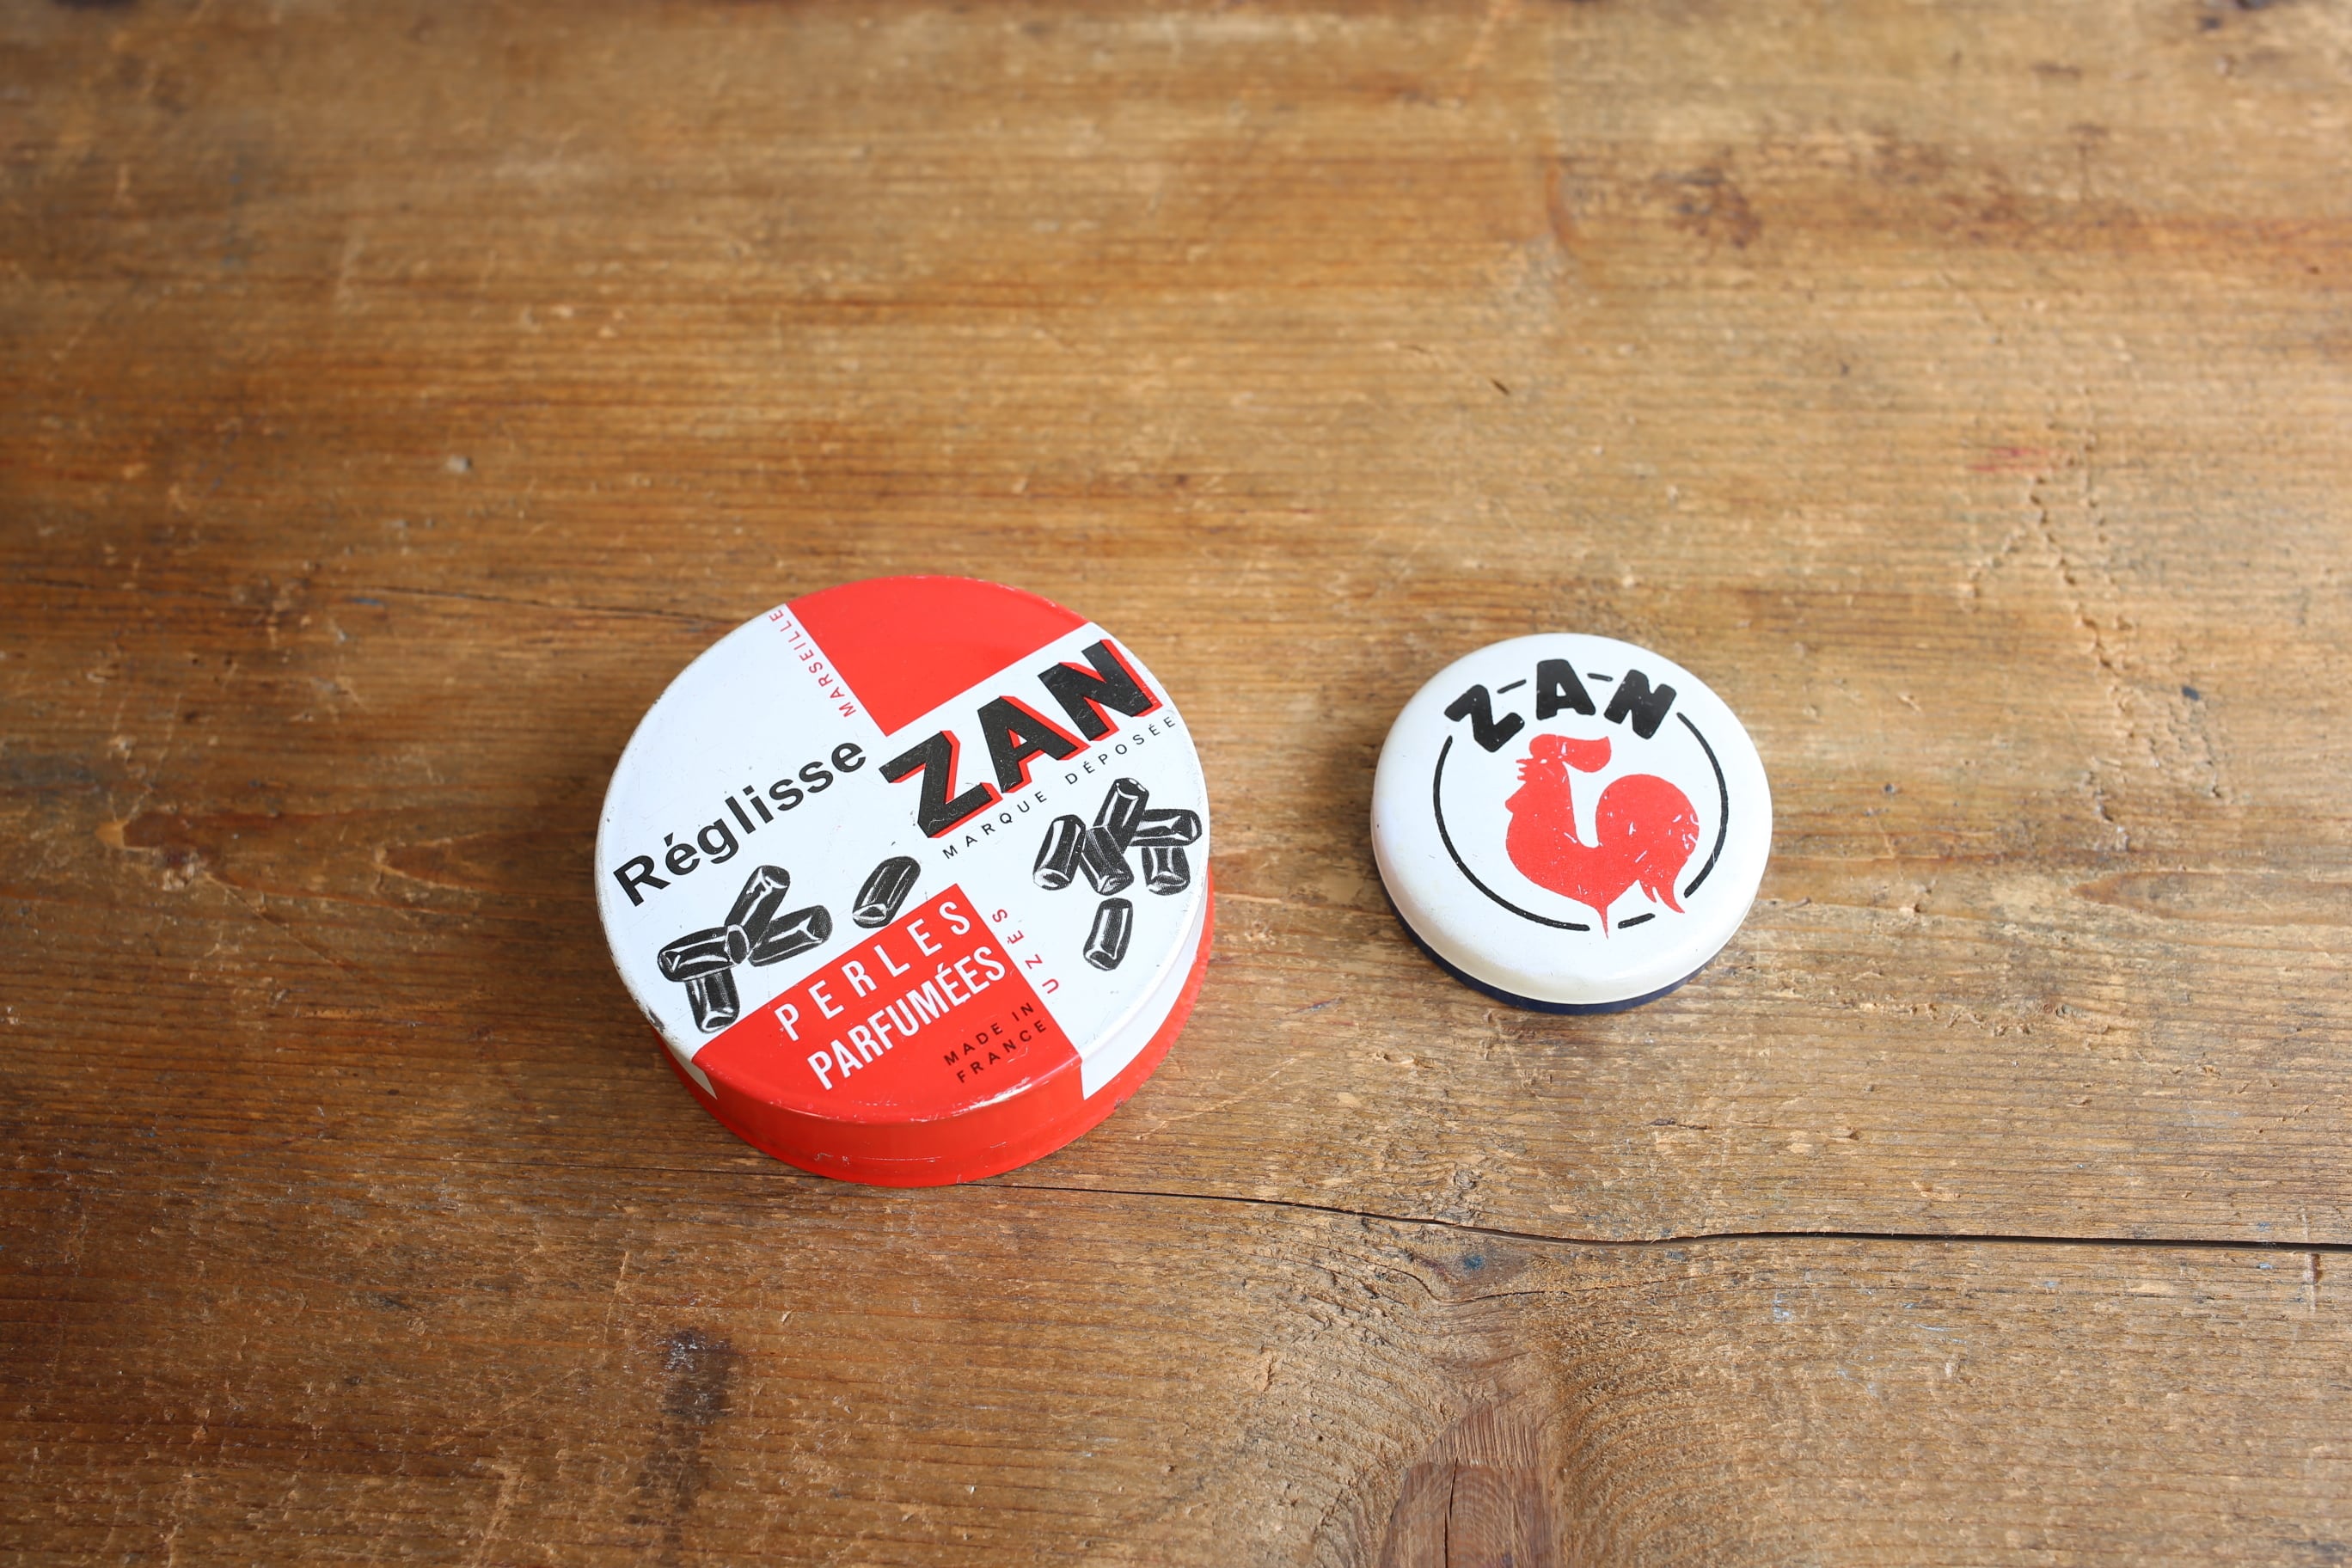 MARSEILLE
Réglisse ZAN
MARQUE DÉPOSÉE
PERLES
PARFUMÉES
UZÈS
MADE IN
FRANCE
Z-A-N